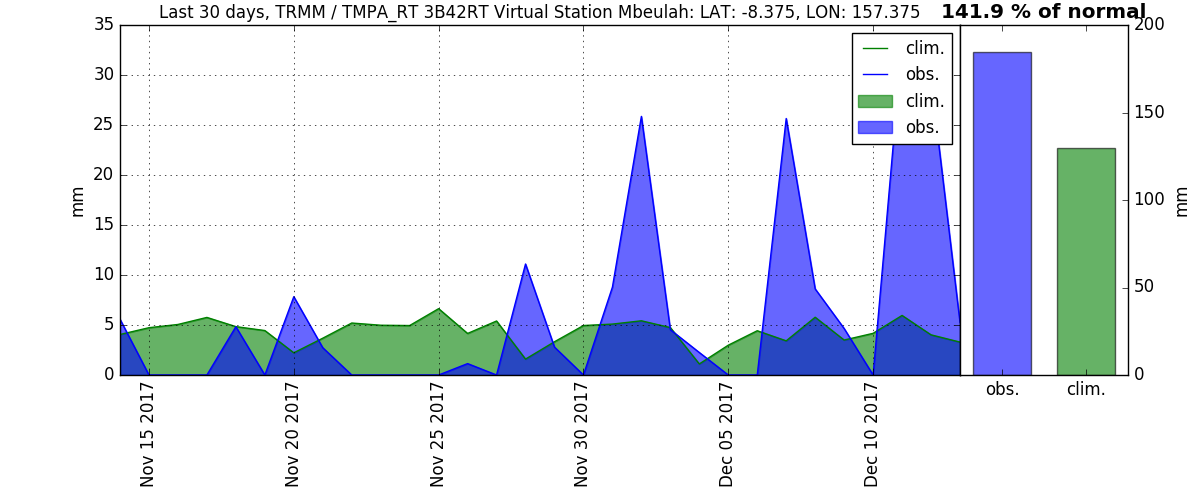 Last 30 days, TRMM / TMPA_RT 3B42RT Virtual Station Mbeulah: LAT: -8.375, LON: 157.375
141.9 % of normal
35
30
25
20
15
10
5
0
mm
clim.
obs.
clim.
obs.
Nov 15 2017
Nov 20 2017
Nov 25 2017
Nov 30 2017
Dec 05 2017
Dec 10 2017
200
150
100
50
0
mm
obs.
clim.